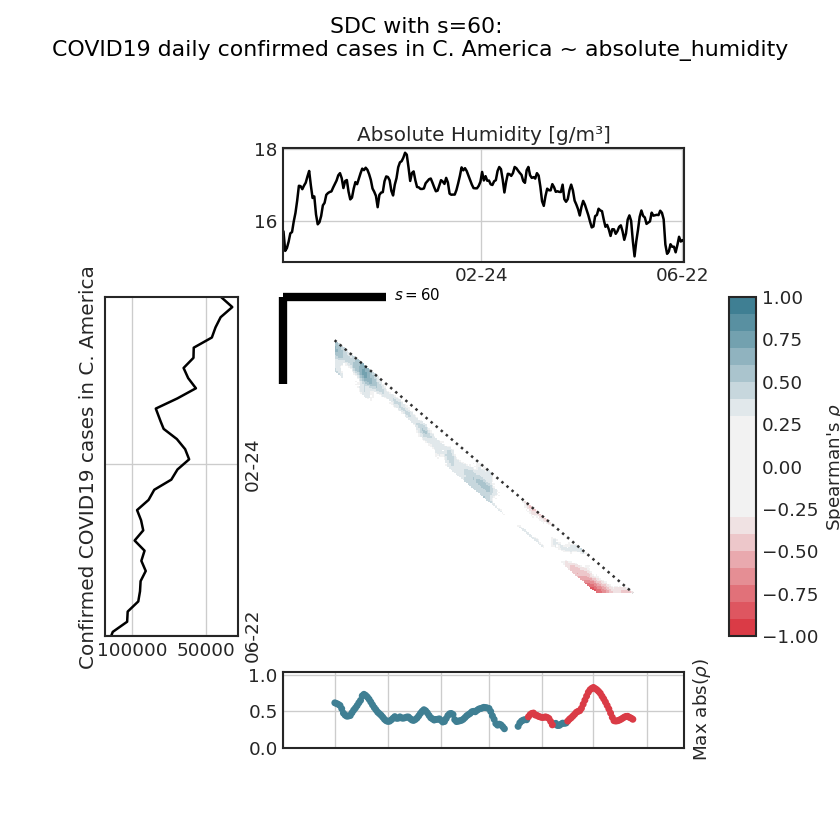 SDC with s=60:
COVID19 daily confirmed cases in C. America ~ absolute_humidity
Absolute Humidity [g/m³]
18
16
02-24
06-22
s = 60
Confirmed COVID19 cases in C. America
02-24
06-22
100000
50000
1.00
0.75
0.50
0.25
0.00
−0.25
−0.50
−0.75
−1.00
Spearman's ρ
1.0
0.5
0.0
Max abs(ρ)